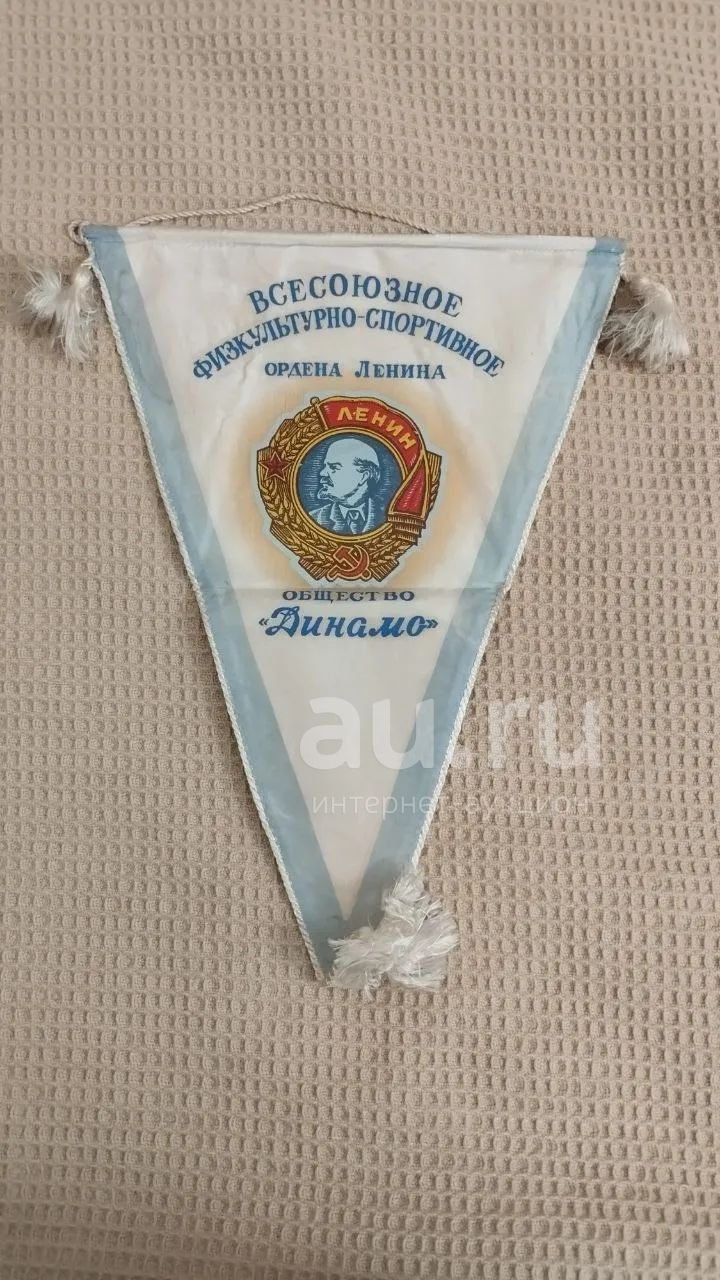 ВСЕСОЮЗНОЕ
ФИЗКУЛЬТУРНО-СПОРТИВНОЕ
ОРДЕНА ЛЕНИНА
ЛЕНИН
ОБЩЕСТВО
«Динамо»
au.ru
интернет-аукцион